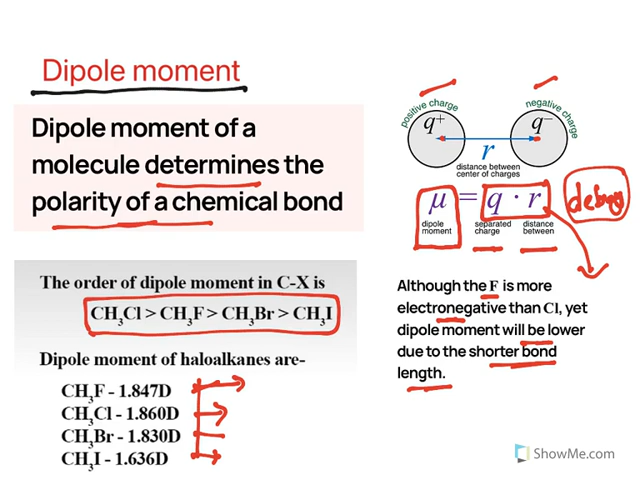 Dipole moment
Dipole moment of a
molecule determines the
polarity of a chemical bond
positive charge
negative charge
q⁺
q⁻
r
distance between
center of charges
μ = q · r
dipole
moment
separated
charge
distance
between
debye
The order of dipole moment in C-X is
CH₃Cl > CH₃F > CH₃Br > CH₃I
Dipole moment of haloalkanes are-
CH₃F - 1.847D
CH₃Cl - 1.860D
CH₃Br - 1.830D
CH₃I - 1.636D
Although the F is more
electronegative than Cl, yet
dipole moment will be lower
due to the shorter bond
length.
ShowMe.com